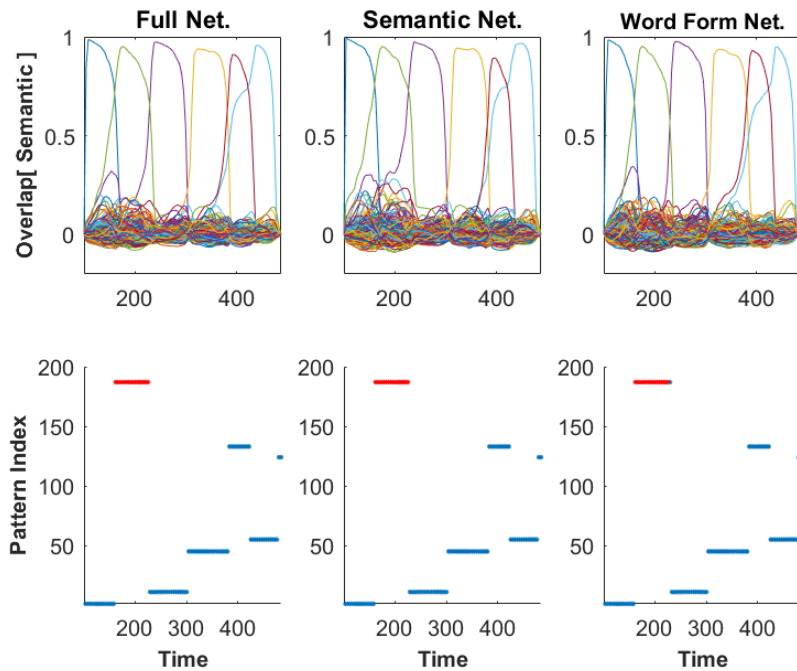 Full Net. Semantic Net. Word Form Net.
Overlap[ Semantic ]
1 1 1
0.5 0.5 0.5
0 0 0
200 400 200 400 200 400
Pattern Index
200 200 200
150 150 150
100 100 100
50 50 50
200 300 400 200 300 400 200 300 400
Time Time Time